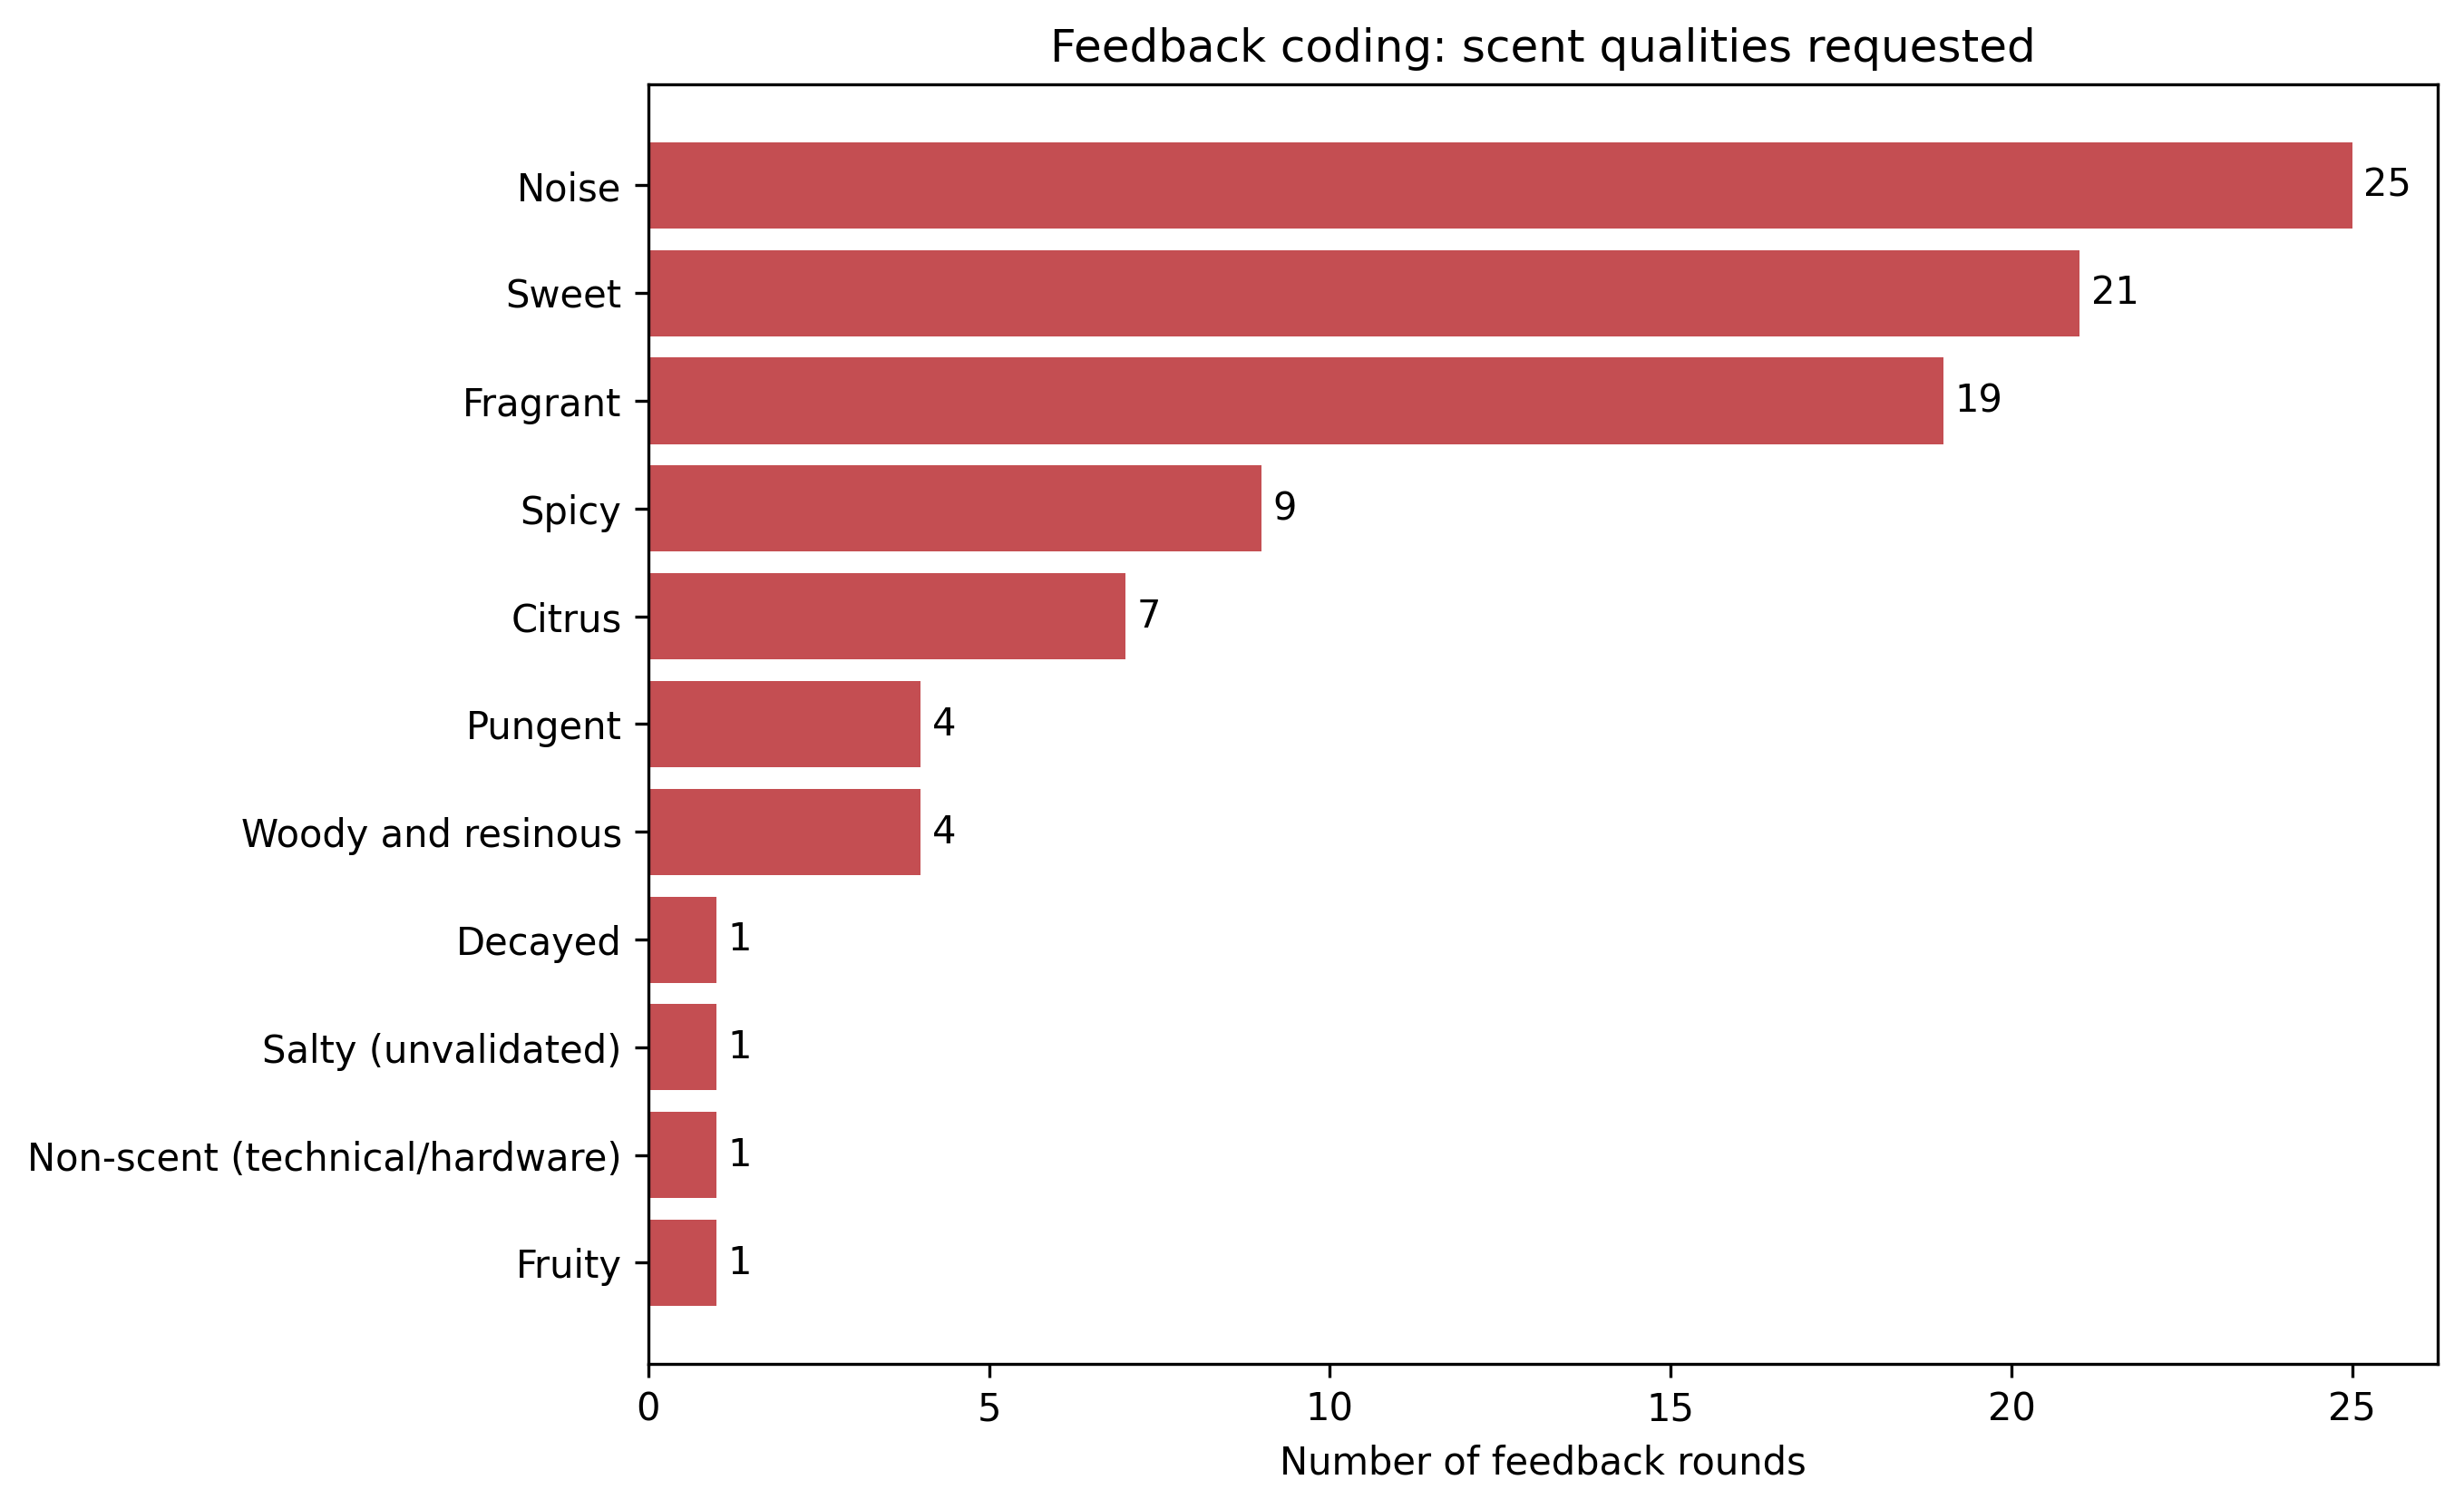 Feedback coding: scent qualities requested
Noise 25
Sweet 21
Fragrant 19
Spicy 9
Citrus 7
Pungent 4
Woody and resinous 4
Decayed 1
Salty (unvalidated) 1
Non-scent (technical/hardware) 1
Fruity 1
0 5 10 15 20 25
Number of feedback rounds